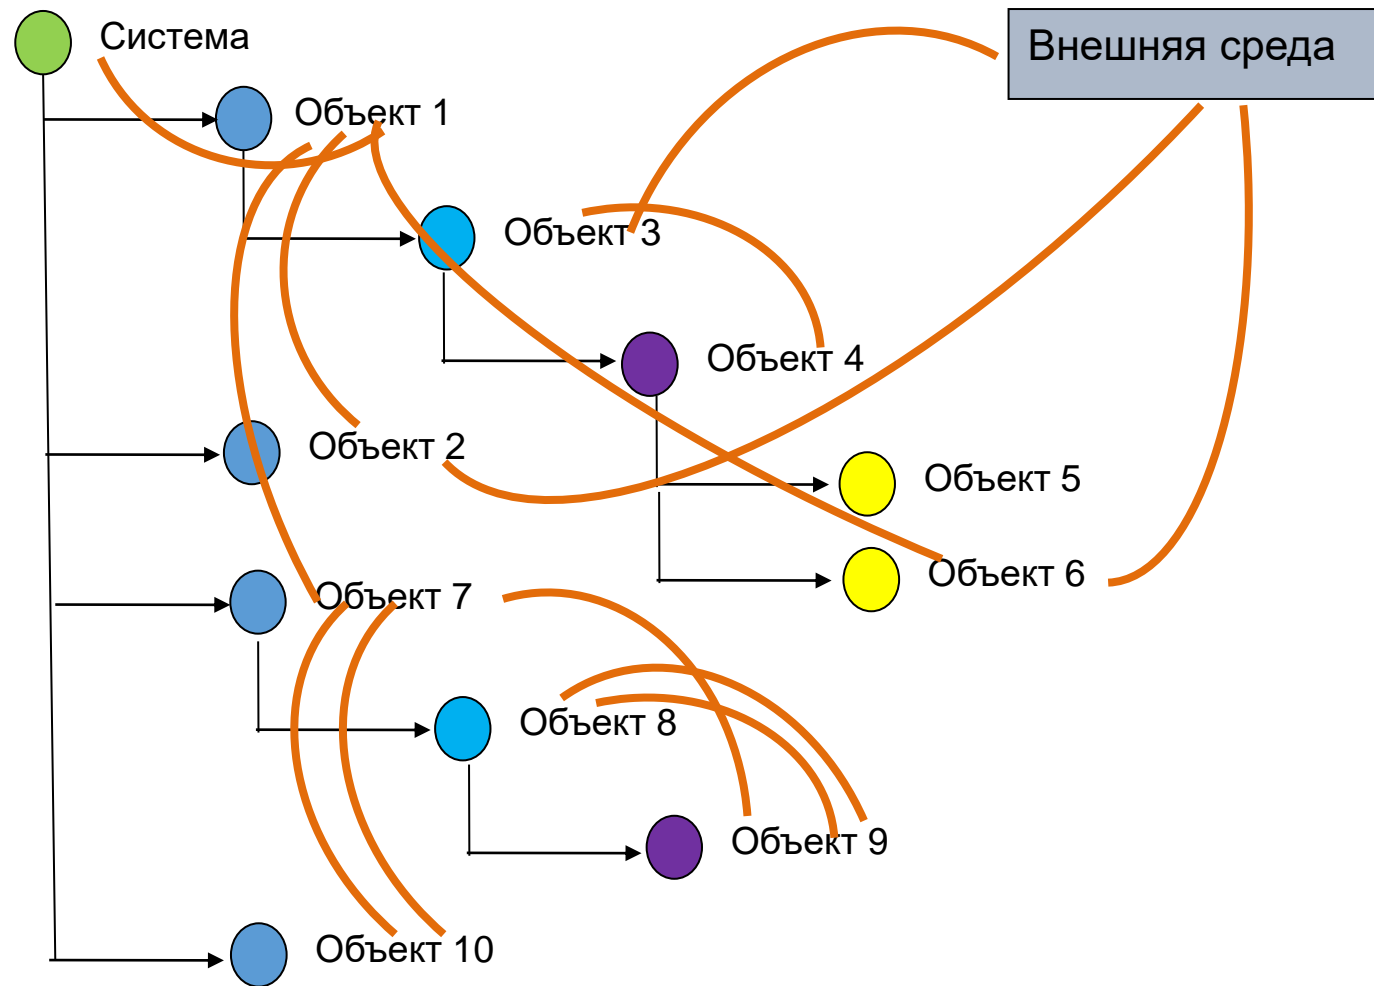 Система
Внешняя среда
Объект 1
Объект 3
Объект 4
Объект 2
Объект 5
Объект 6
Объект 7
Объект 8
Объект 9
Объект 10